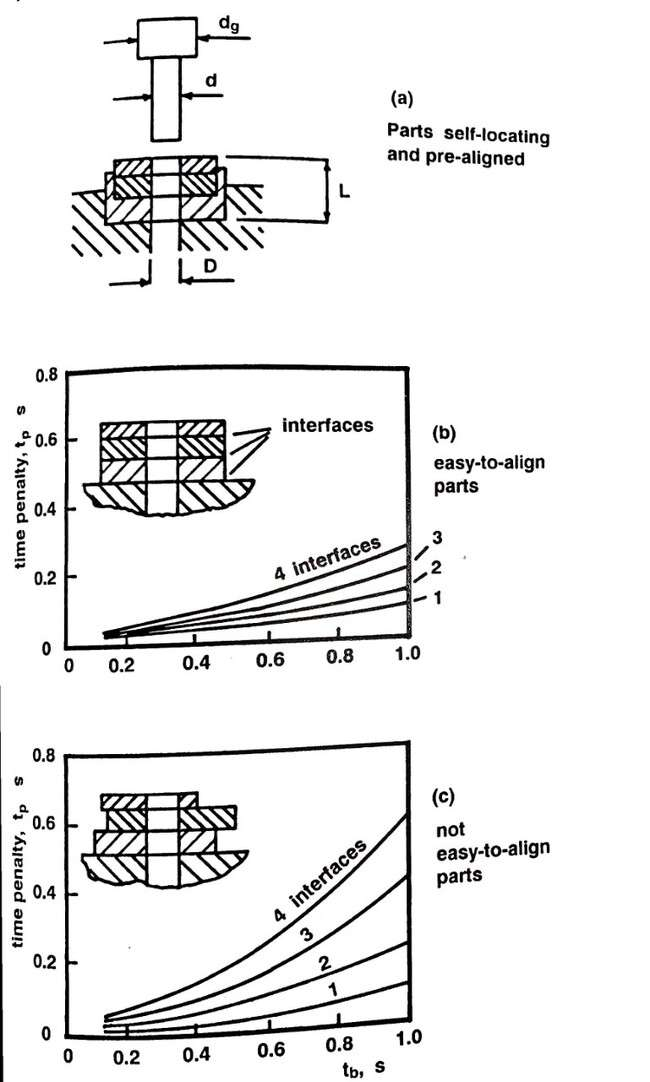 dg
d
(a)
Parts self-locating
and pre-aligned
L
D
0.8
0.6
0.4
0.2
0
time penalty, tp s
interfaces
(b)
easy-to-align
parts
4 interfaces
3
2
1
0 0.2 0.4 0.6 0.8 1.0
0.8
0.6
0.4
0.2
0
time penalty, tp s
(c)
not
easy-to-align
parts
4 interfaces
3
2
1
0 0.2 0.4 0.6 0.8 1.0
tb, s